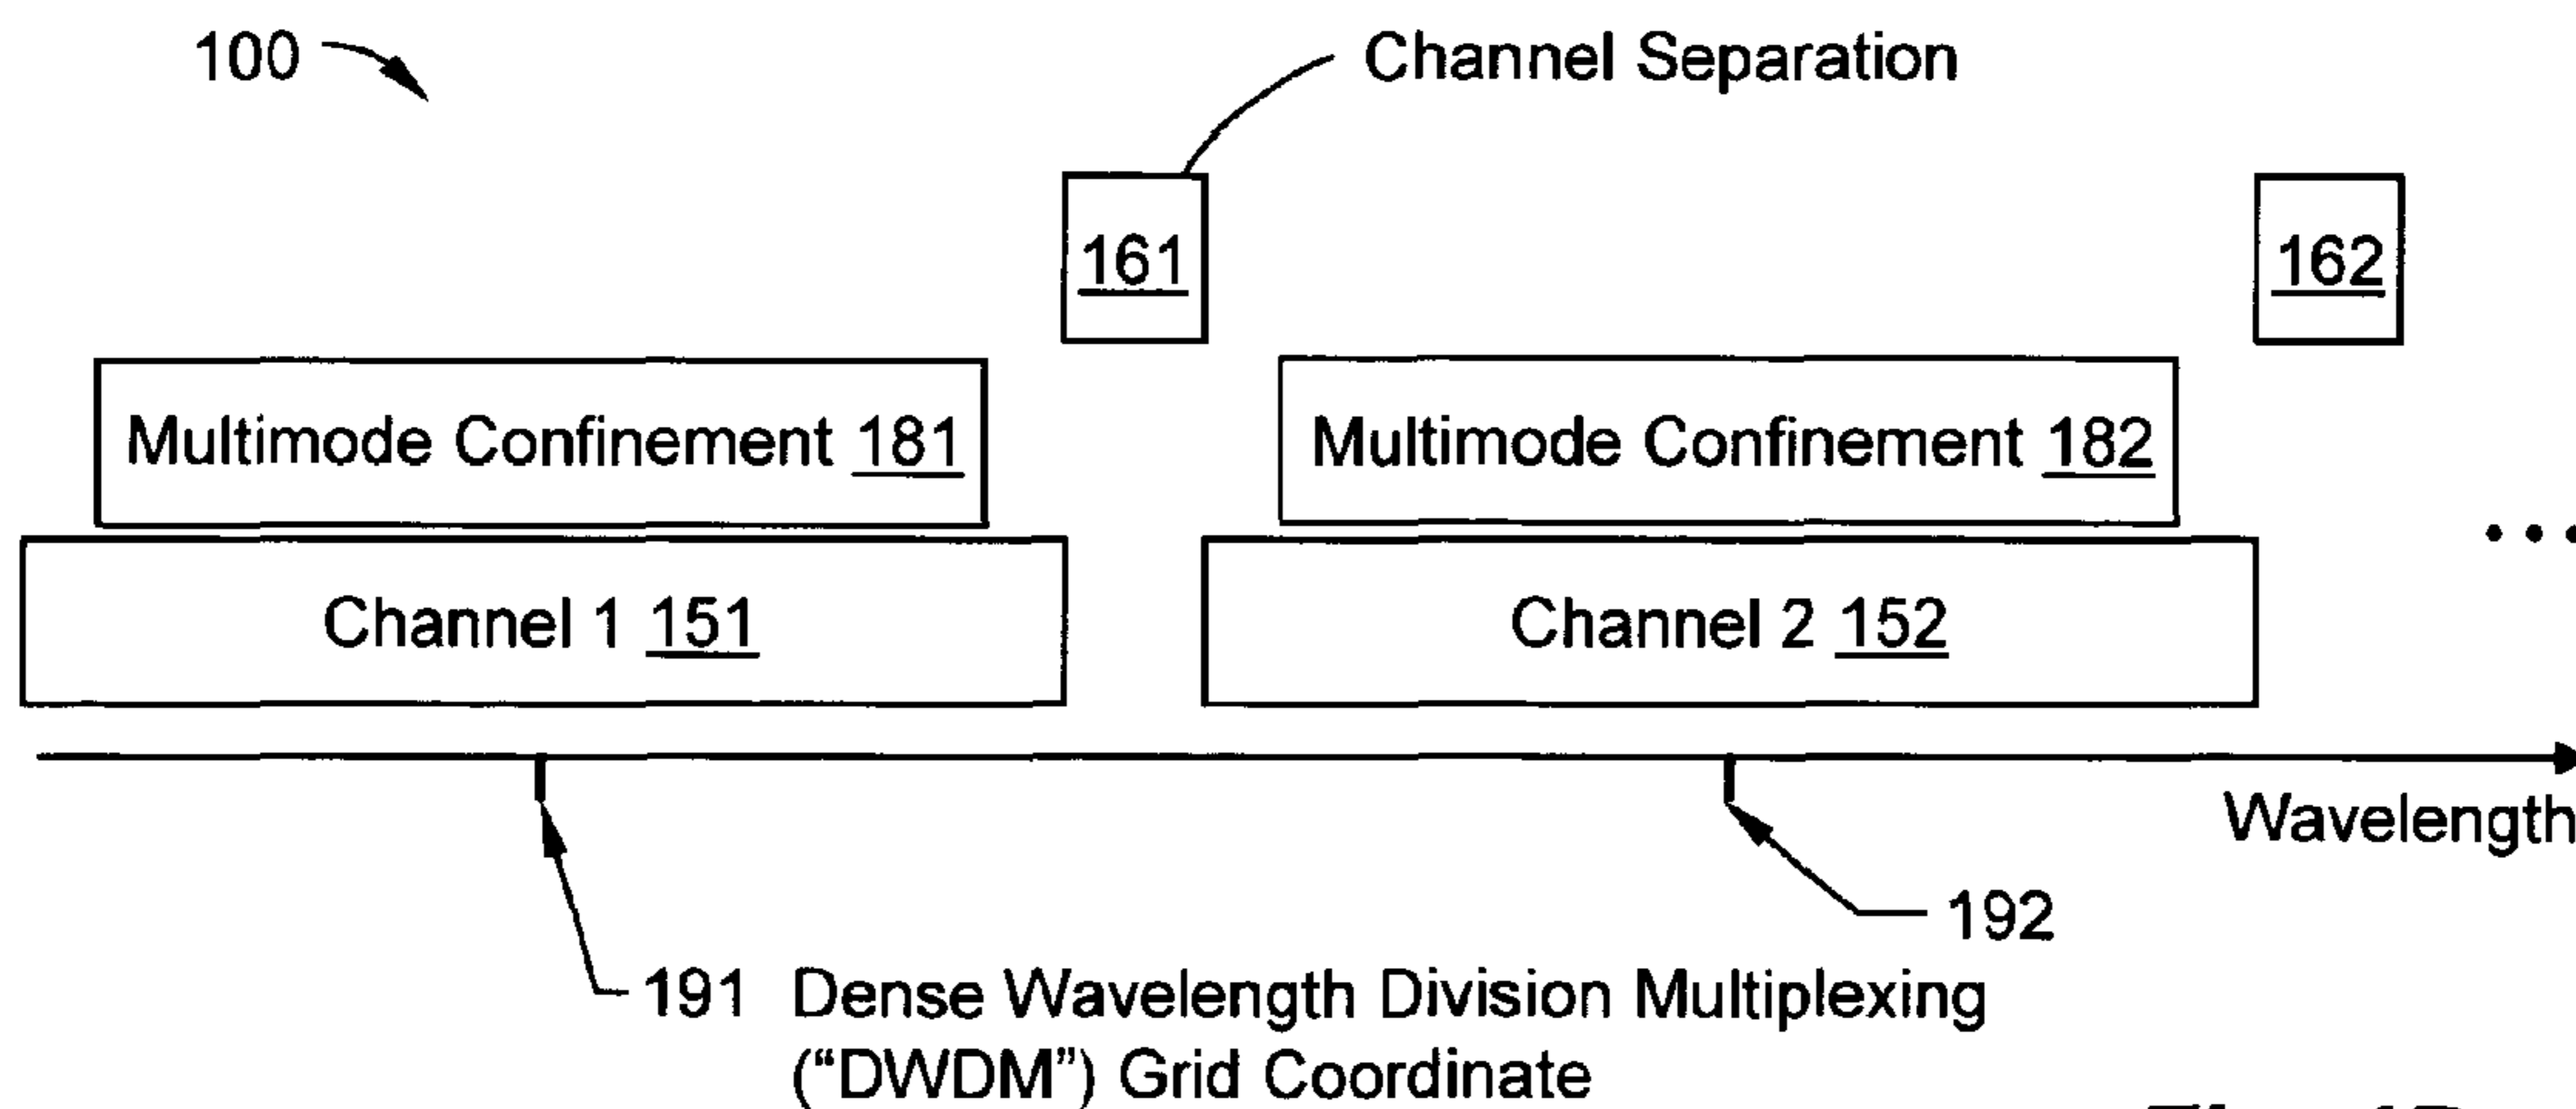 100
Channel Separation
161
162
Multimode Confinement 181
Multimode Confinement 182
Channel 1 151
Channel 2 152
Wavelength
192
191 Dense Wavelength Division Multiplexing
("DWDM") Grid Coordinate